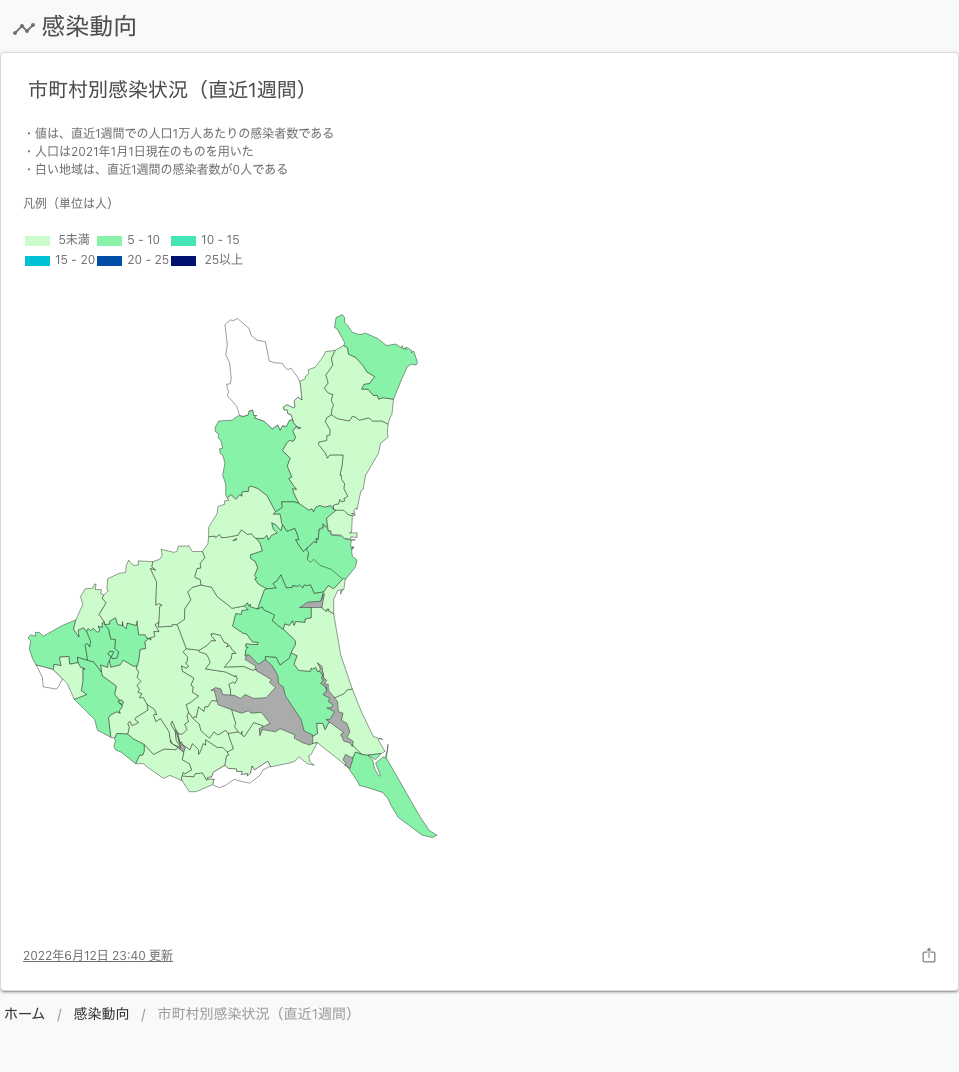 感染動向
市町村別感染状況（直近1週間）
・値は、直近1週間での人口1万人あたりの感染者数である
・人口は2021年1月1日現在のものを用いた
・白い地域は、直近1週間の感染者数が0人である
凡例（単位は人）
5未満 5 - 10 10 - 15
15 - 20 20 - 25 25以上
2022年6月12日 23:40 更新
ホーム / 感染動向 / 市町村別感染状況（直近1週間）